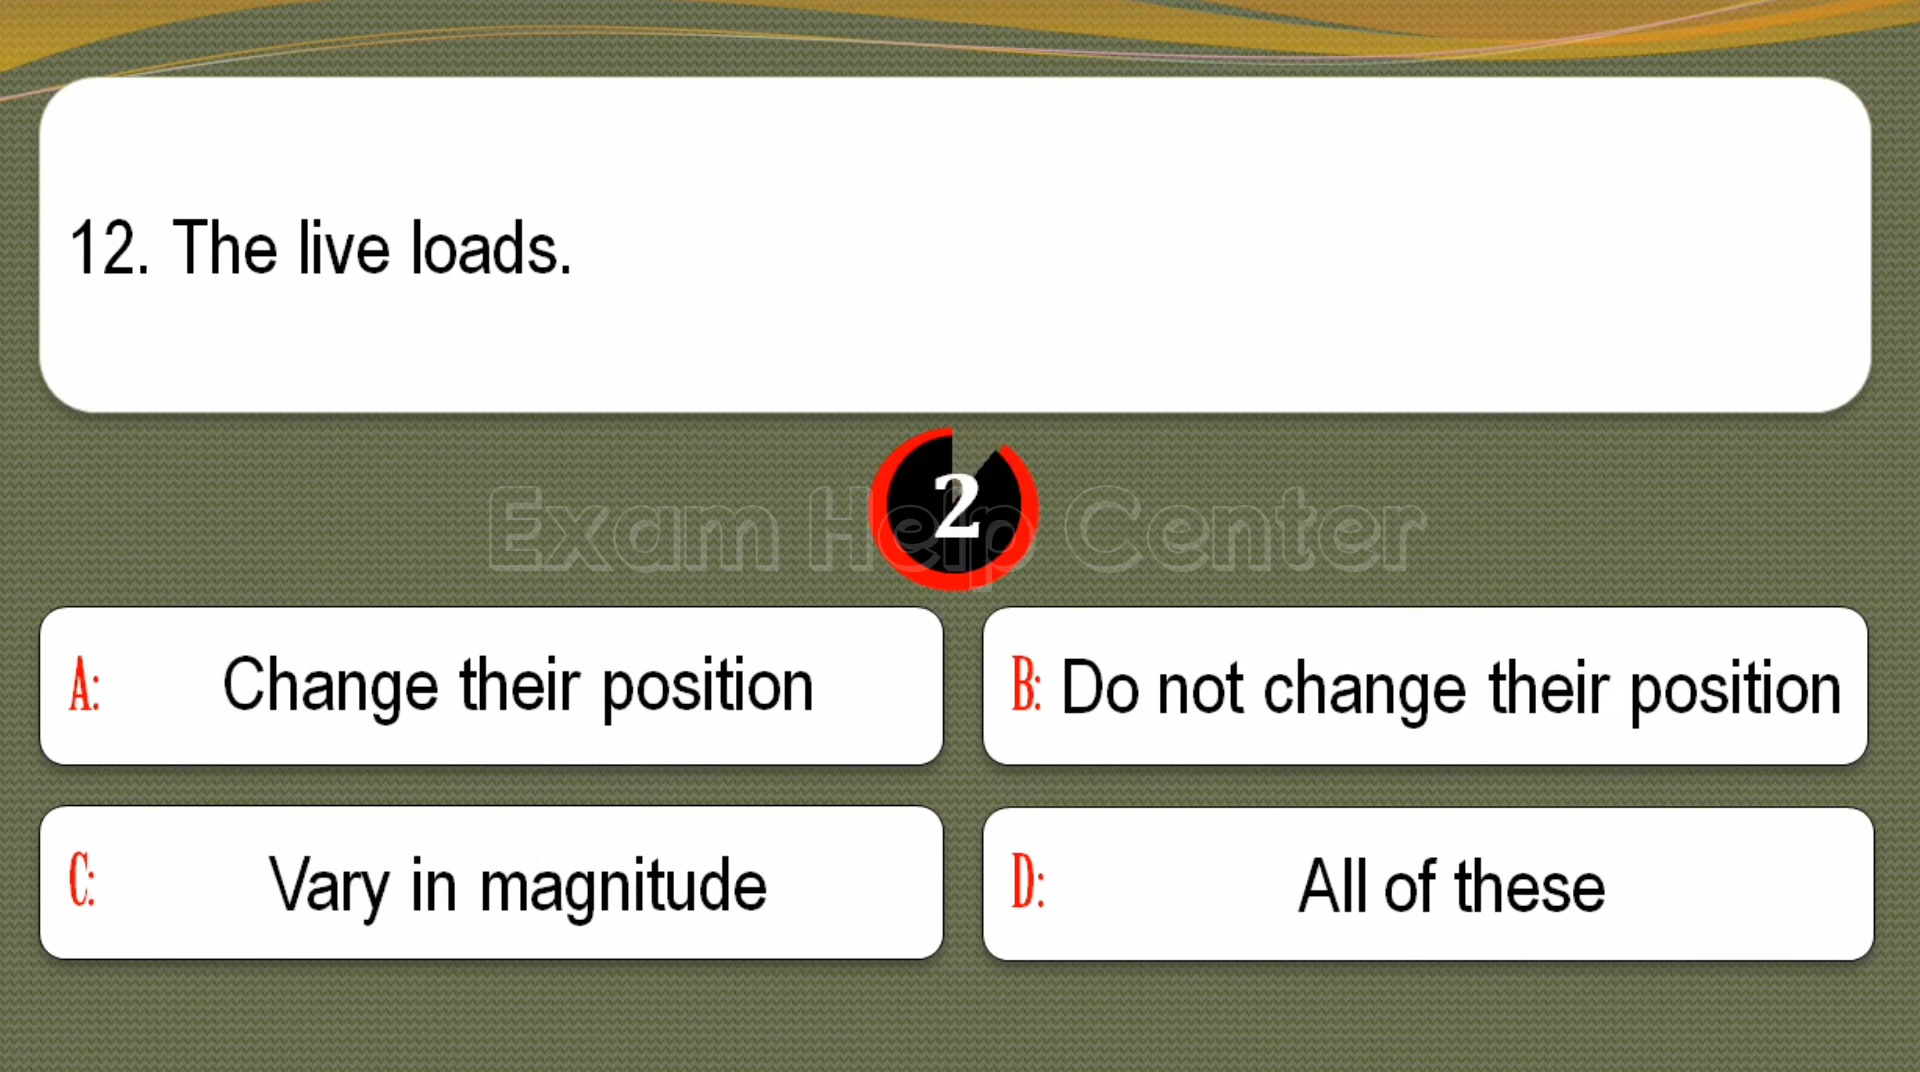 12. The live loads.
2
Exam Help Center
A: Change their position
B: Do not change their position
C: Vary in magnitude
D: All of these